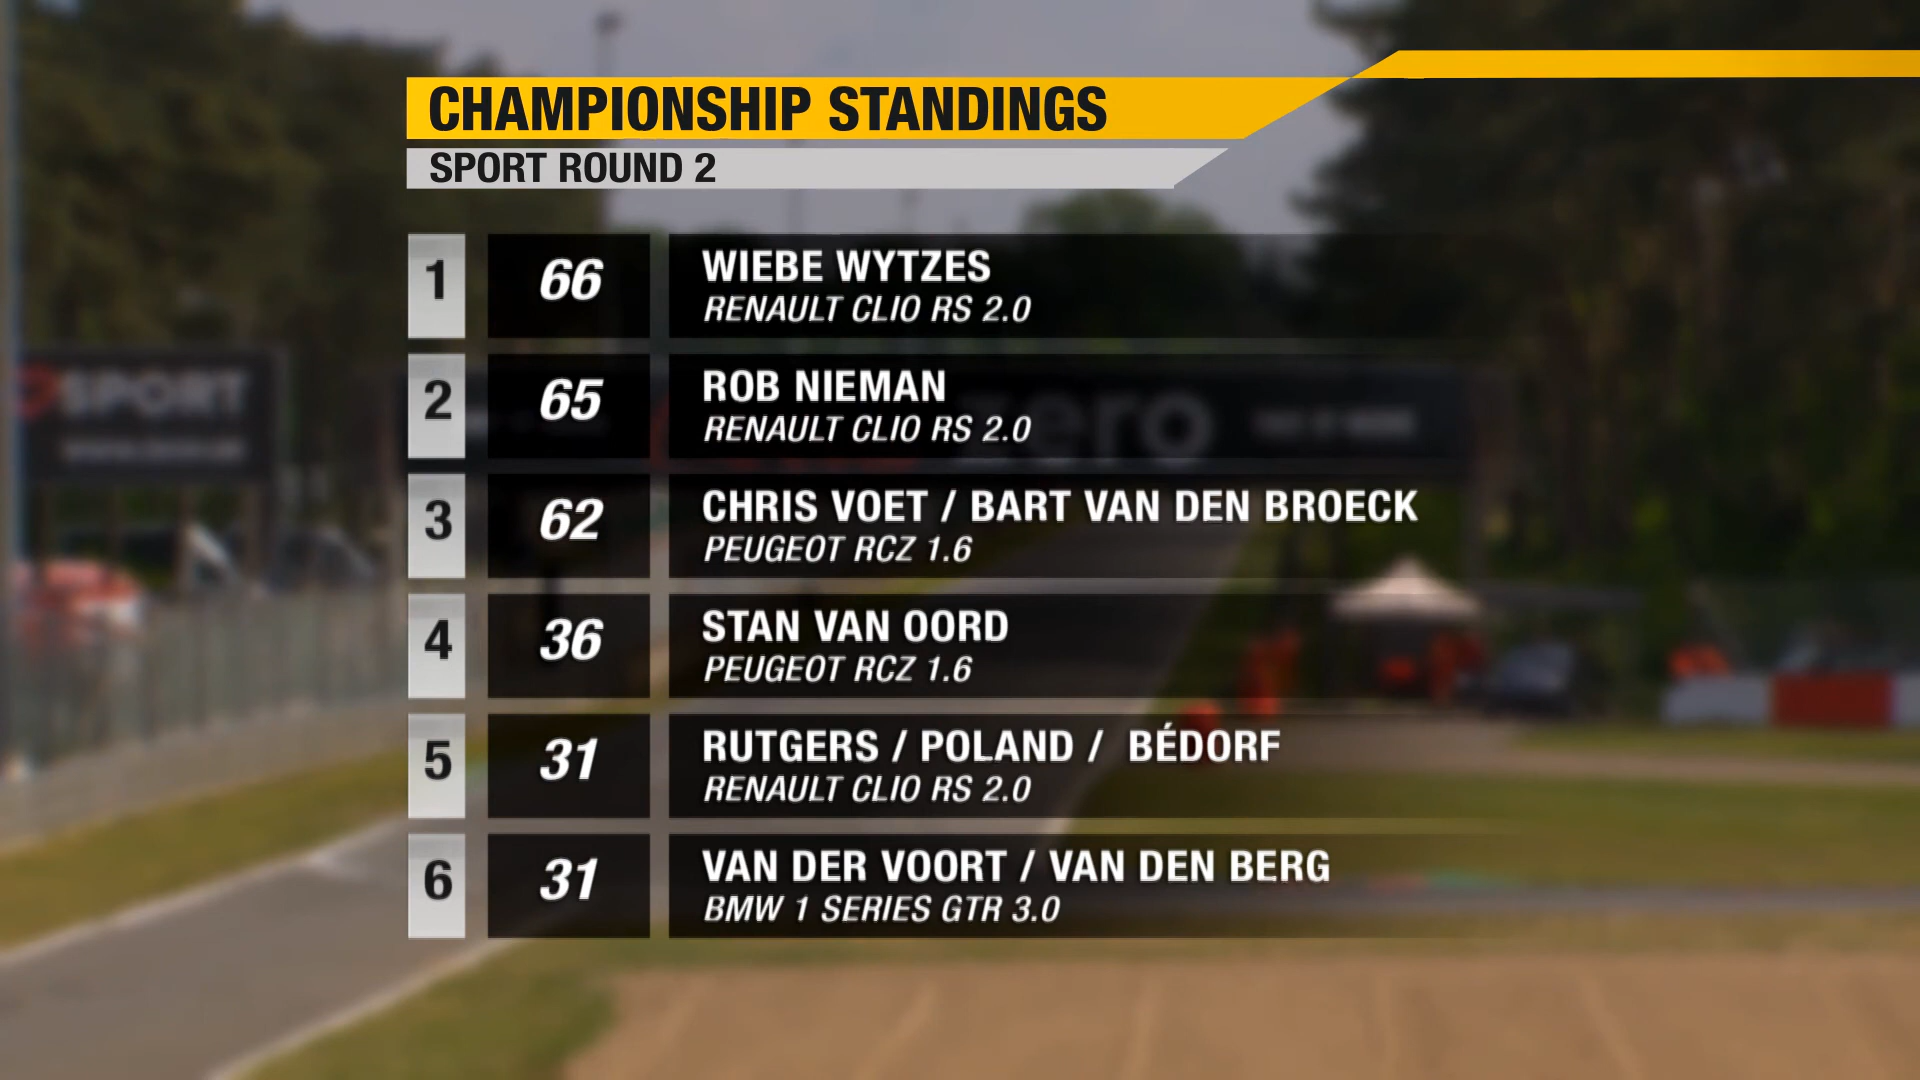 CHAMPIONSHIP STANDINGS
SPORT ROUND 2
1 66 WIEBE WYTZES
RENAULT CLIO RS 2.0
2 65 ROB NIEMAN
RENAULT CLIO RS 2.0
3 62 CHRIS VOET / BART VAN DEN BROECK
PEUGEOT RCZ 1.6
4 36 STAN VAN OORD
PEUGEOT RCZ 1.6
5 31 RUTGERS / POLAND / BÉDORF
RENAULT CLIO RS 2.0
6 31 VAN DER VOORT / VAN DEN BERG
BMW 1 SERIES GTR 3.0
SPORT
zero